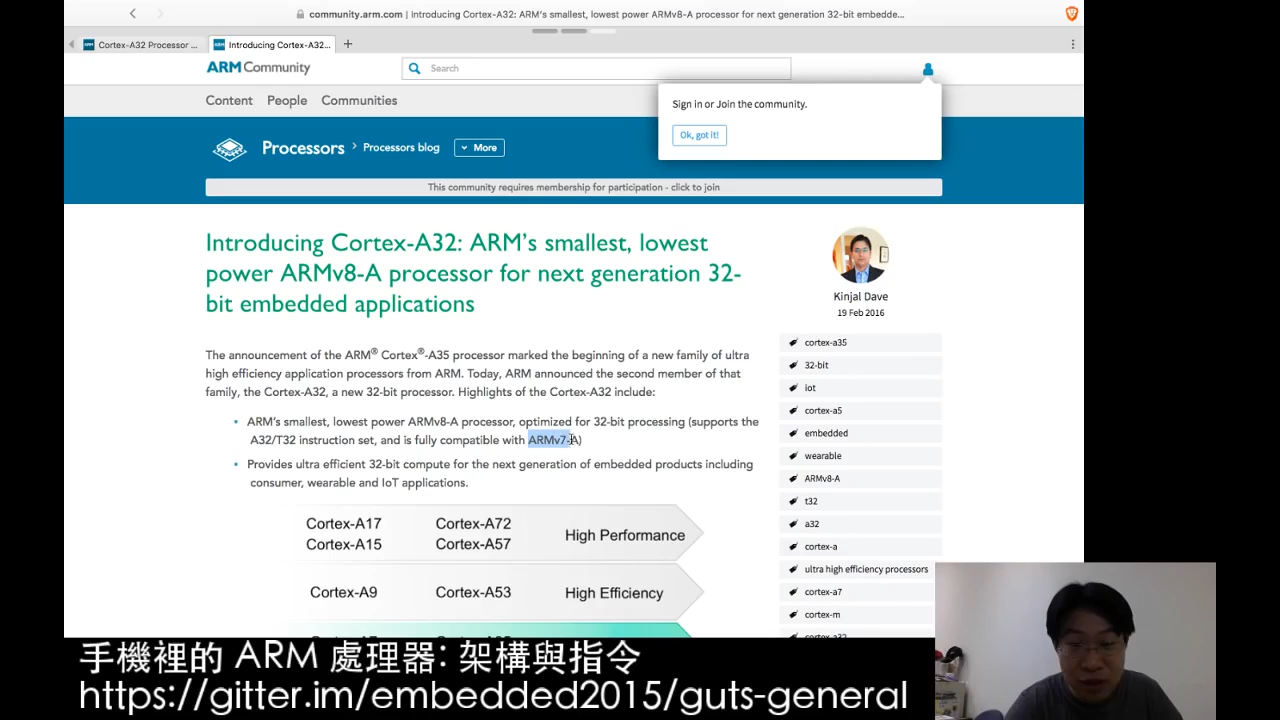 community.arm.com | Introducing Cortex-A32: ARM's smallest, lowest power ARMv8-A processor for next generation 32-bit embedde...
Cortex-A32 Processor ...
Introducing Cortex-A32...
ARMCommunity
Search
Content People Communities
Sign in or Join the community.
Ok, got it!
Processors > Processors blog More
This community requires membership for participation - click to join
Introducing Cortex-A32: ARM's smallest, lowest
power ARMv8-A processor for next generation 32-
bit embedded applications
Kinjal Dave
19 Feb 2016
The announcement of the ARM® Cortex®-A35 processor marked the beginning of a new family of ultra
high efficiency application processors from ARM. Today, ARM announced the second member of that
family, the Cortex-A32, a new 32-bit processor. Highlights of the Cortex-A32 include:
• ARM's smallest, lowest power ARMv8-A processor, optimized for 32-bit processing (supports the
A32/T32 instruction set, and is fully compatible with ARMv7-A)
• Provides ultra efficient 32-bit compute for the next generation of embedded products including
consumer, wearable and IoT applications.
Cortex-A17 Cortex-A72
Cortex-A15 Cortex-A57
High Performance
Cortex-A9 Cortex-A53 High Efficiency
cortex-a35
32-bit
iot
cortex-a5
embedded
wearable
ARMv8-A
t32
a32
cortex-a
ultra high efficiency processors
cortex-a7
cortex-m
cortex-a32
手機裡的 ARM 處理器: 架構與指令
https://gitter.im/embedded2015/guts-general